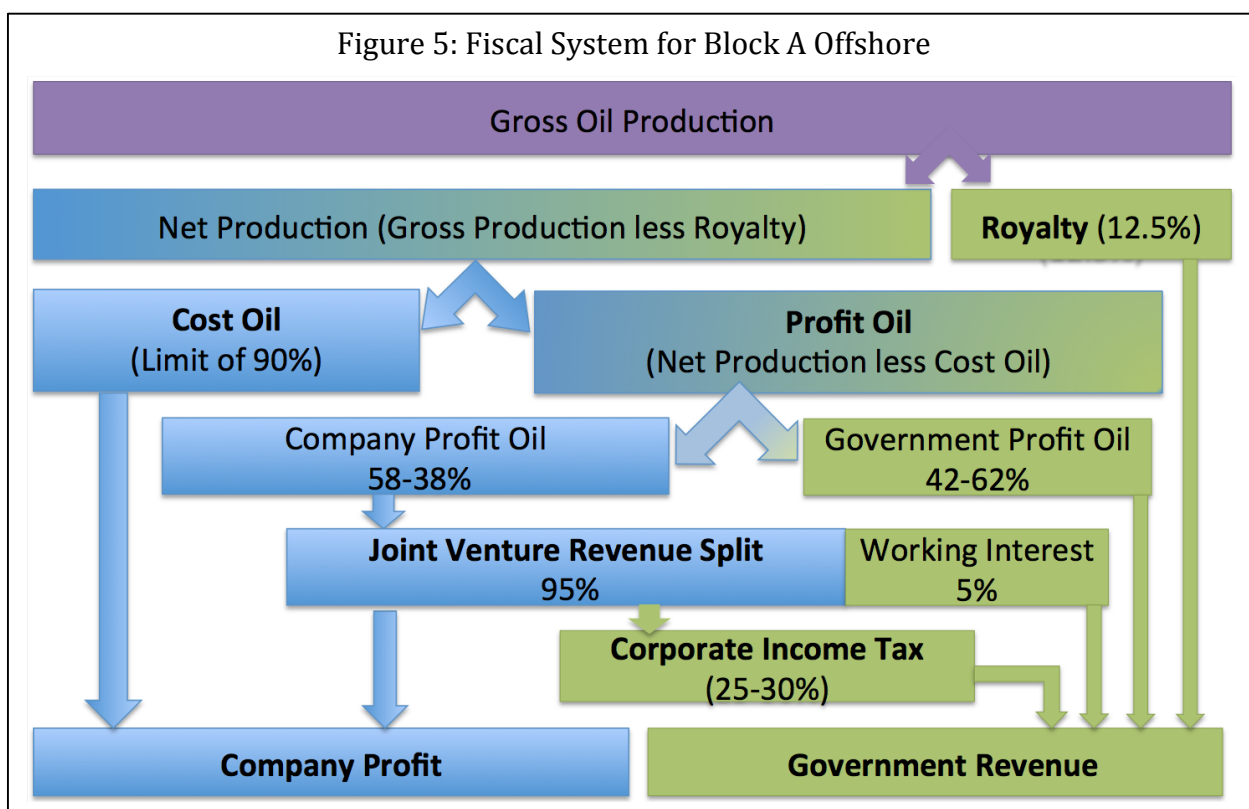 Figure 5: Fiscal System for Block A Offshore
Gross Oil Production
Net Production (Gross Production less Royalty)
Royalty (12.5%)
Cost Oil
(Limit of 90%)
Profit Oil
(Net Production less Cost Oil)
Company Profit Oil
58-38%
Government Profit Oil
42-62%
Joint Venture Revenue Split
95%
Working Interest
5%
Corporate Income Tax
(25-30%)
Company Profit
Government Revenue